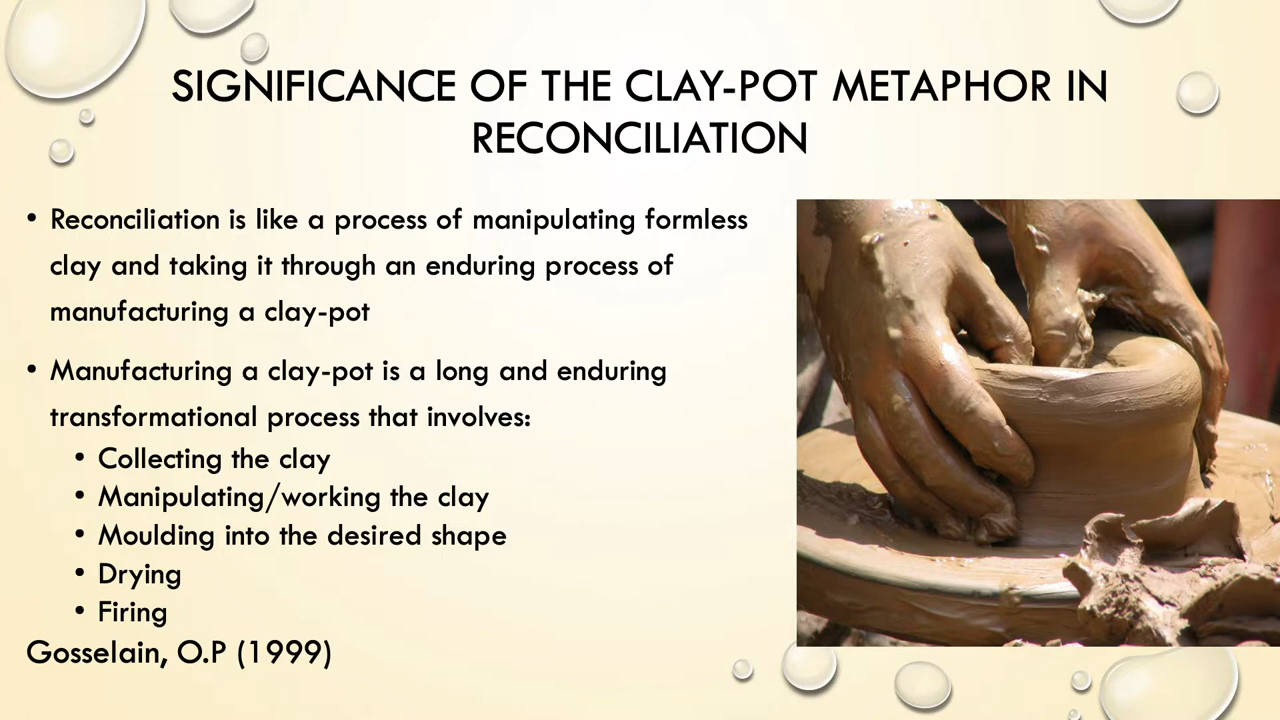 SIGNIFICANCE OF THE CLAY-POT METAPHOR IN
RECONCILIATION
• Reconciliation is like a process of manipulating formless
clay and taking it through an enduring process of
manufacturing a clay-pot
• Manufacturing a clay-pot is a long and enduring
transformational process that involves:
• Collecting the clay
• Manipulating/working the clay
• Moulding into the desired shape
• Drying
• Firing
Gosselain, O.P (1999)